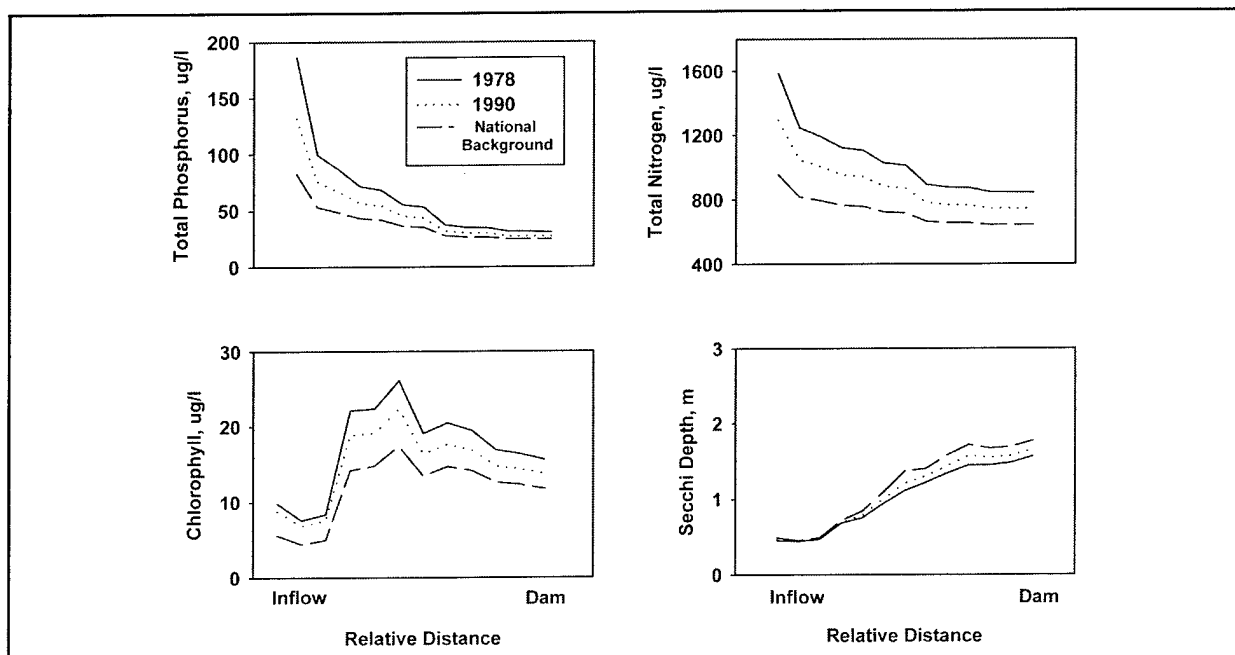 Total Phosphorus, ug/l
200
150
100
50
0
1978
1990
National
Background
Total Nitrogen, ug/l
1600
1200
800
400
Chlorophyll, ug/l
30
20
10
0
Inflow
Dam
Relative Distance
Secchi Depth, m
3
2
1
0
Inflow
Dam
Relative Distance